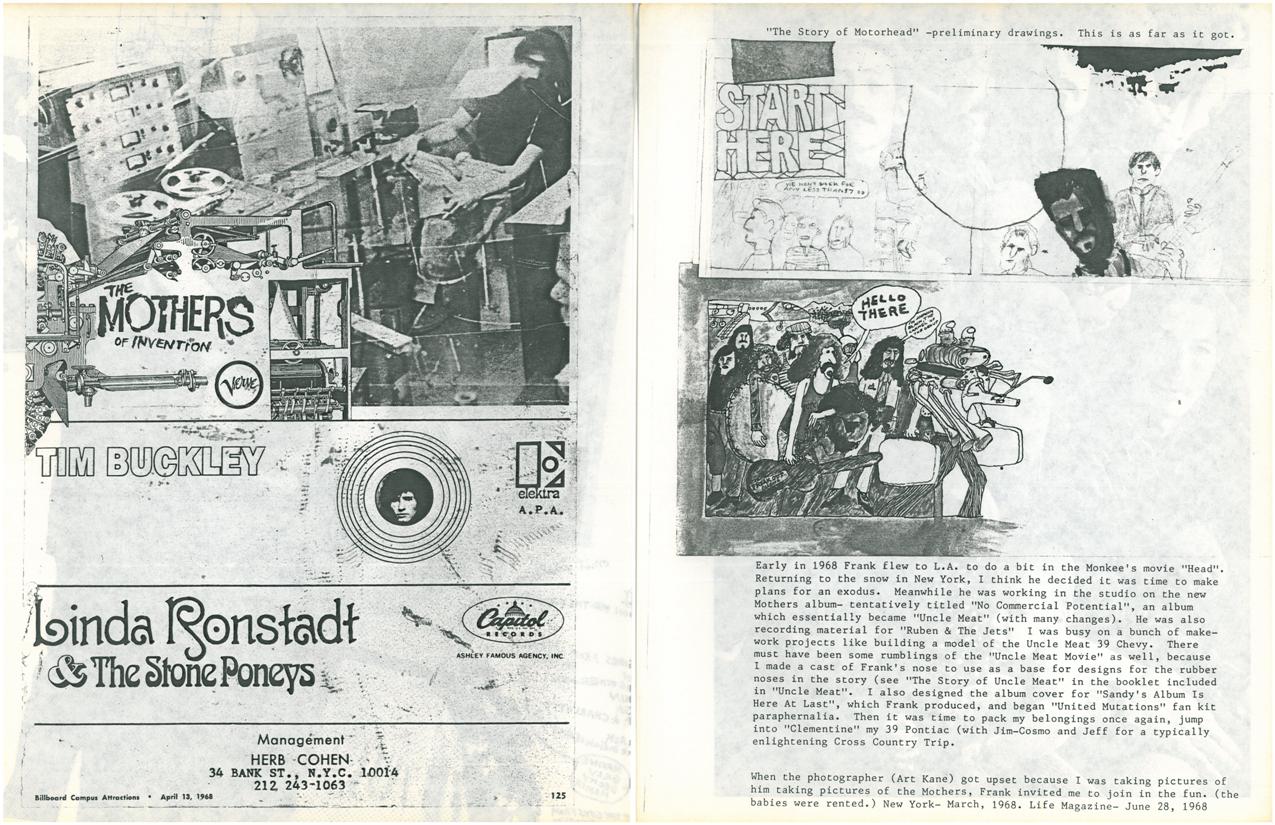 THE
MOTHERS
OF INVENTION
Verve
TIM BUCKLEY
elektra
A.P.A.
Linda Ronstadt
& The Stone Poneys
Capitol
RECORDS
ASHLEY FAMOUS AGENCY, INC.
Management
HERB COHEN
34 BANK ST., N.Y.C. 10014
212 243-1063
Billboard Campus Attractions • April 13, 1968
125
"The Story of Motorhead" -preliminary drawings. This is as far as it got.
START
HERE
WE WON'T WORK FOR
ANY LESS THAN
HELLO
THERE
Early in 1968 Frank flew to L.A. to do a bit in the Monkee's movie "Head".
Returning to the snow in New York, I think he decided it was time to make
plans for an exodus. Meanwhile he was working in the studio on the new
Mothers album- tentatively titled "No Commercial Potential", an album
which essentially became "Uncle Meat" (with many changes). He was also
recording material for "Ruben & The Jets" I was busy on a bunch of make-
work projects like building a model of the Uncle Meat 39 Chevy. There
must have been some rumblings of the "Uncle Meat Movie" as well, because
I made a cast of Frank's nose to use as a base for designs for the rubber
noses in the story (see "The Story of Uncle Meat" in the booklet included
in "Uncle Meat". I also designed the album cover for "Sandy's Album Is
Here At Last", which Frank produced, and began "United Mutations" fan kit
paraphernalia. Then it was time to pack my belongings once again, jump
into "Clementine" my 39 Pontiac (with Jim-Cosmo and Jeff for a typically
enlightening Cross Country Trip.
When the photographer (Art Kane) got upset because I was taking pictures of
him taking pictures of the Mothers, Frank invited me to join in the fun. (the
babies were rented.) New York- March, 1968. Life Magazine- June 28, 1968